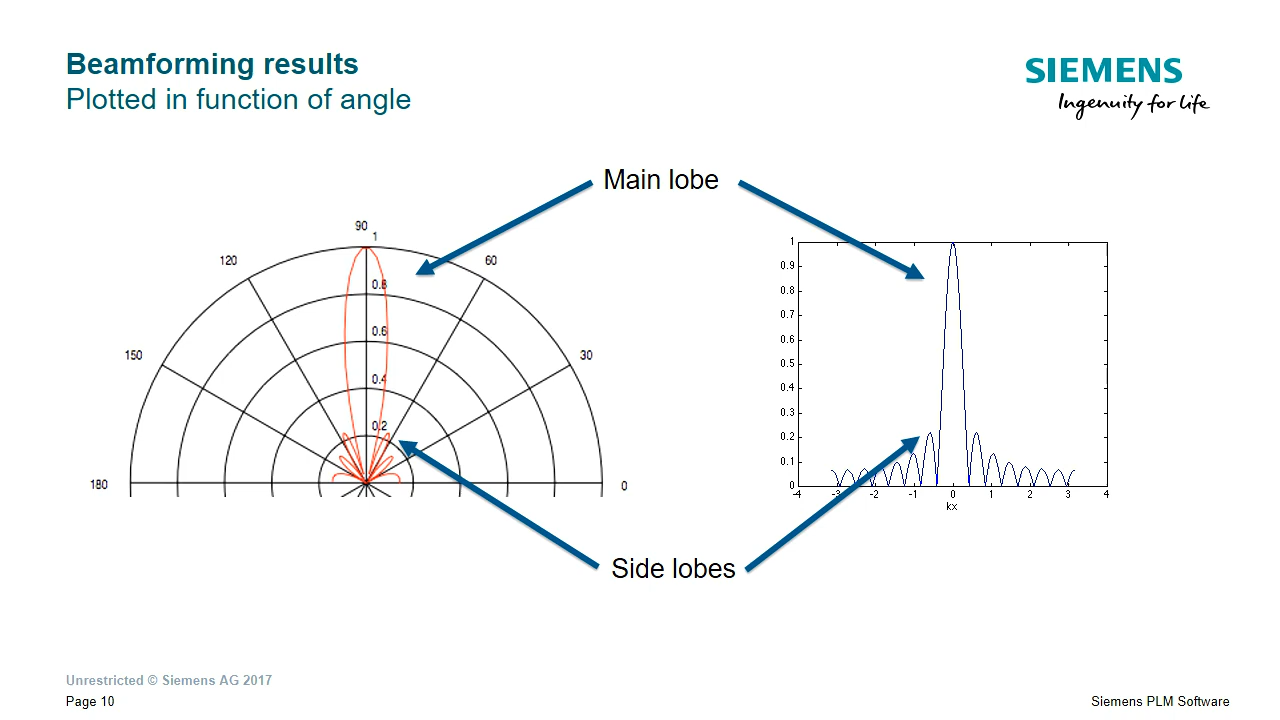 Beamforming results
Plotted in function of angle
SIEMENS
Ingenuity for life
Main lobe
90
1
120
60
0.8
0.6
150
30
0.4
0.2
180
0
1
0.9
0.8
0.7
0.6
0.5
0.4
0.3
0.2
0.1
0
-4 -3 -2 -1 0 1 2 3 4
kx
Side lobes
Unrestricted © Siemens AG 2017
Page 10
Siemens PLM Software